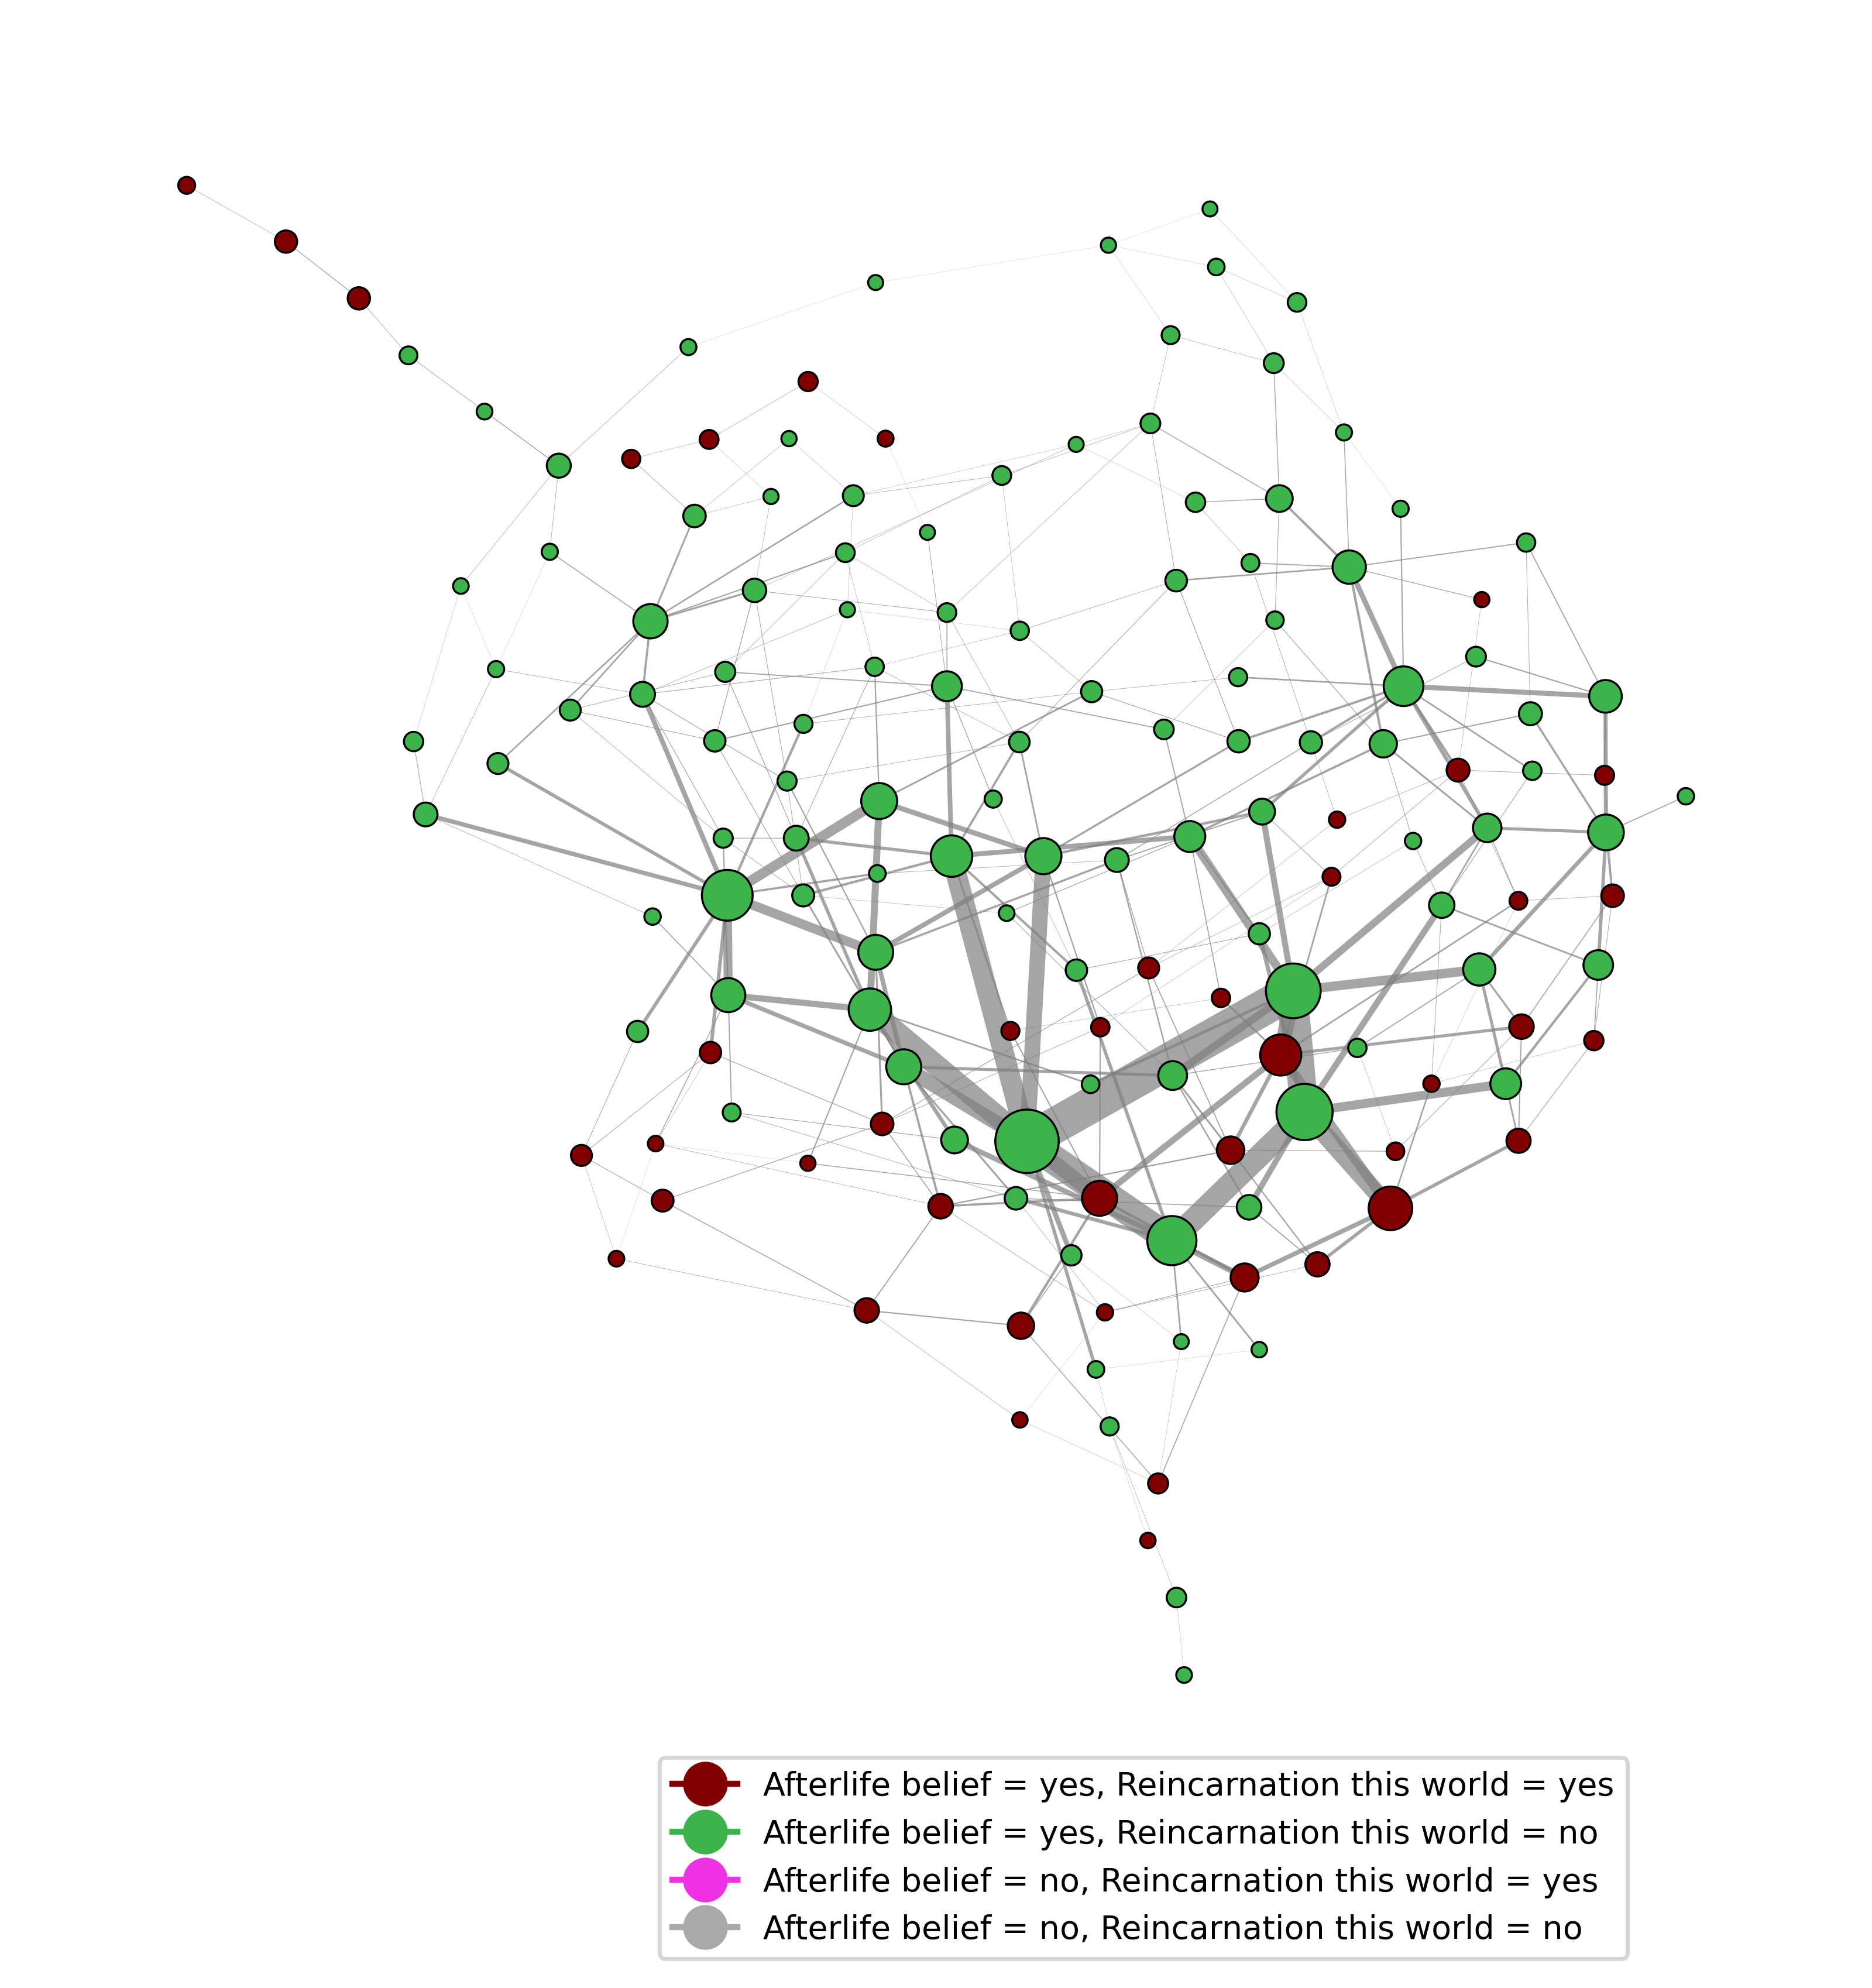 Afterlife belief = yes, Reincarnation this world = yes
Afterlife belief = yes, Reincarnation this world = no
Afterlife belief = no, Reincarnation this world = yes
Afterlife belief = no, Reincarnation this world = no